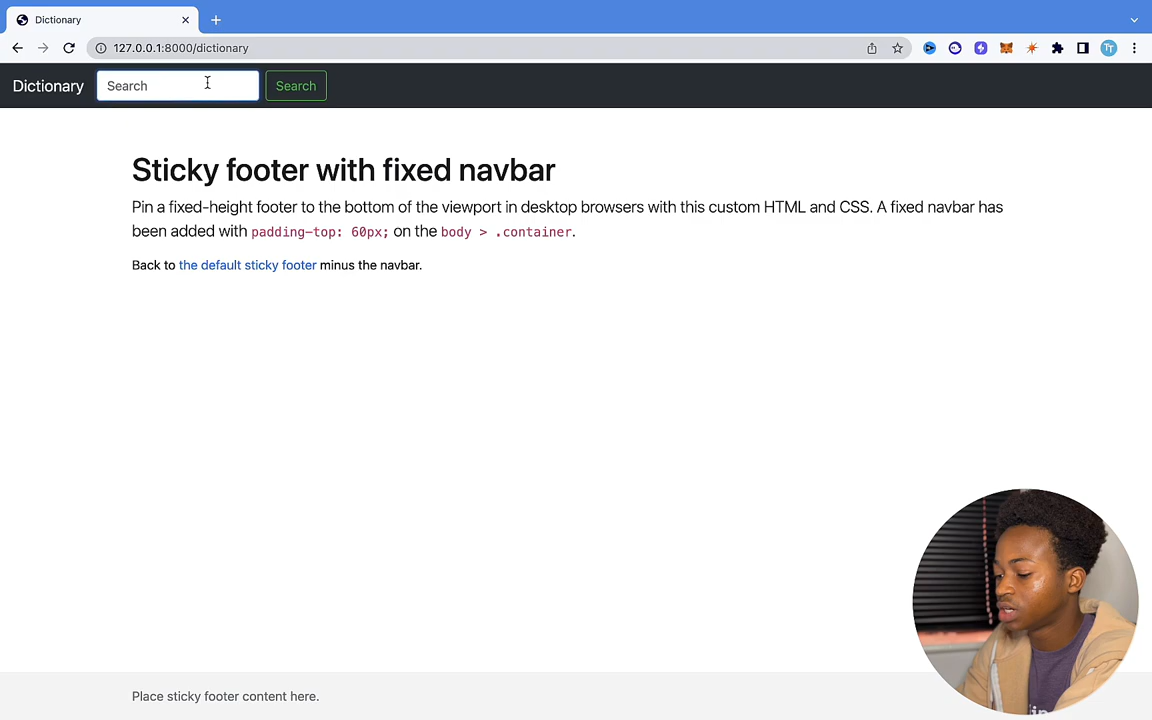 Dictionary
127.0.0.1:8000/dictionary
TT
Dictionary
Search
Search
Sticky footer with fixed navbar
Pin a fixed-height footer to the bottom of the viewport in desktop browsers with this custom HTML and CSS. A fixed navbar has
been added with padding-top: 60px; on the body > .container.
Back to the default sticky footer minus the navbar.
Place sticky footer content here.